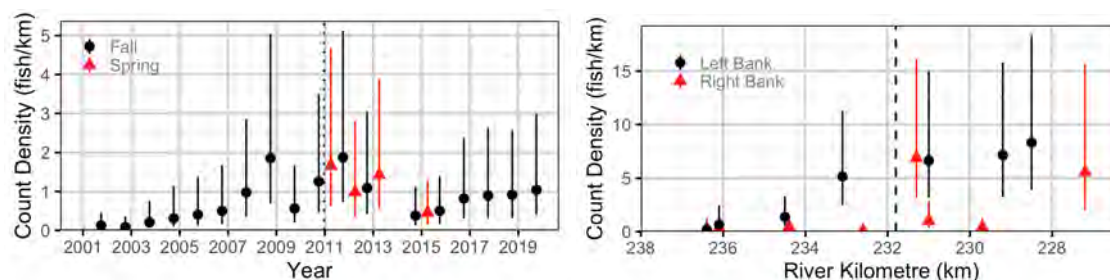 Count Density (fish/km)
5
4
3
2
1
0
Fall
Spring
2001 2003 2005 2007 2009 2011 2013 2015 2017 2019
Year
Count Density (fish/km)
15
10
5
0
Left Bank
Right Bank
238 236 234 232 230 228
River Kilometre (km)